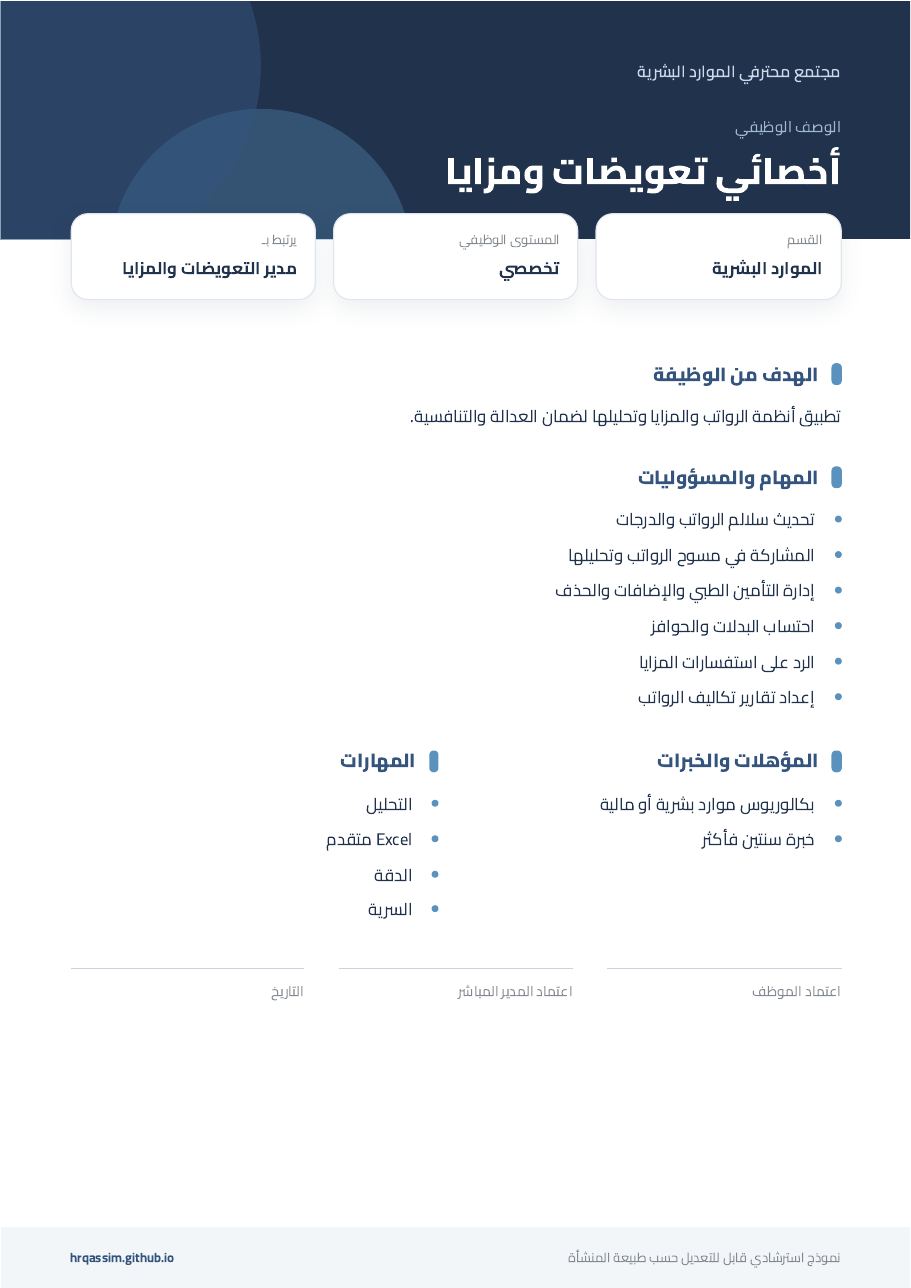 مجتمع محترفي الموارد البشرية
الوصف الوظيفي
أخصائي تعويضات ومزايا
القسم
الموارد البشرية
المستوى الوظيفي
تخصصي
يرتبط بـ
مدير التعويضات والمزايا
الهدف من الوظيفة
تطبيق أنظمة الرواتب والمزايا وتحليلها لضمان العدالة والتنافسية.
المهام والمسؤوليات
تحديث سلالم الرواتب والدرجات
المشاركة في مسوح الرواتب وتحليلها
إدارة التأمين الطبي والإضافات والحذف
احتساب البدلات والحوافز
الرد على استفسارات المزايا
إعداد تقارير تكاليف الرواتب
المؤهلات والخبرات
بكالوريوس موارد بشرية أو مالية
خبرة سنتين فأكثر
المهارات
التحليل
Excel متقدم
الدقة
السرية
اعتماد الموظف
اعتماد المدير المباشر
التاريخ
نموذج استرشادي قابل للتعديل حسب طبيعة المنشأة
hrqassim.github.io